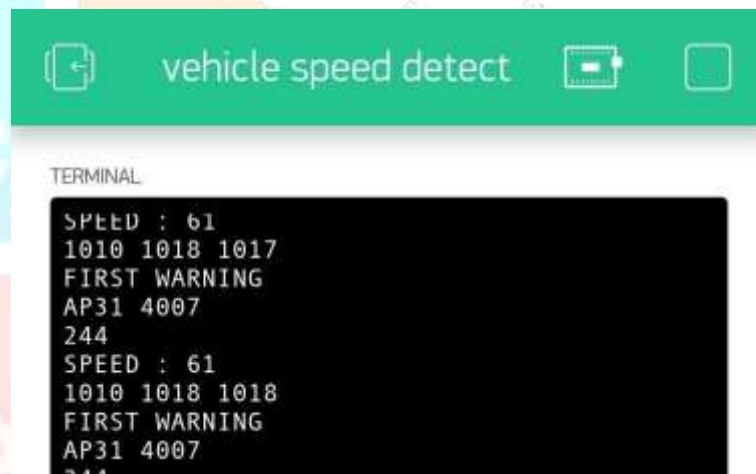 vehicle speed detect
TERMINAL
SPEED : 61
1010 1018 1017
FIRST WARNING
AP31 4007
244
SPEED : 61
1010 1018 1018
FIRST WARNING
AP31 4007